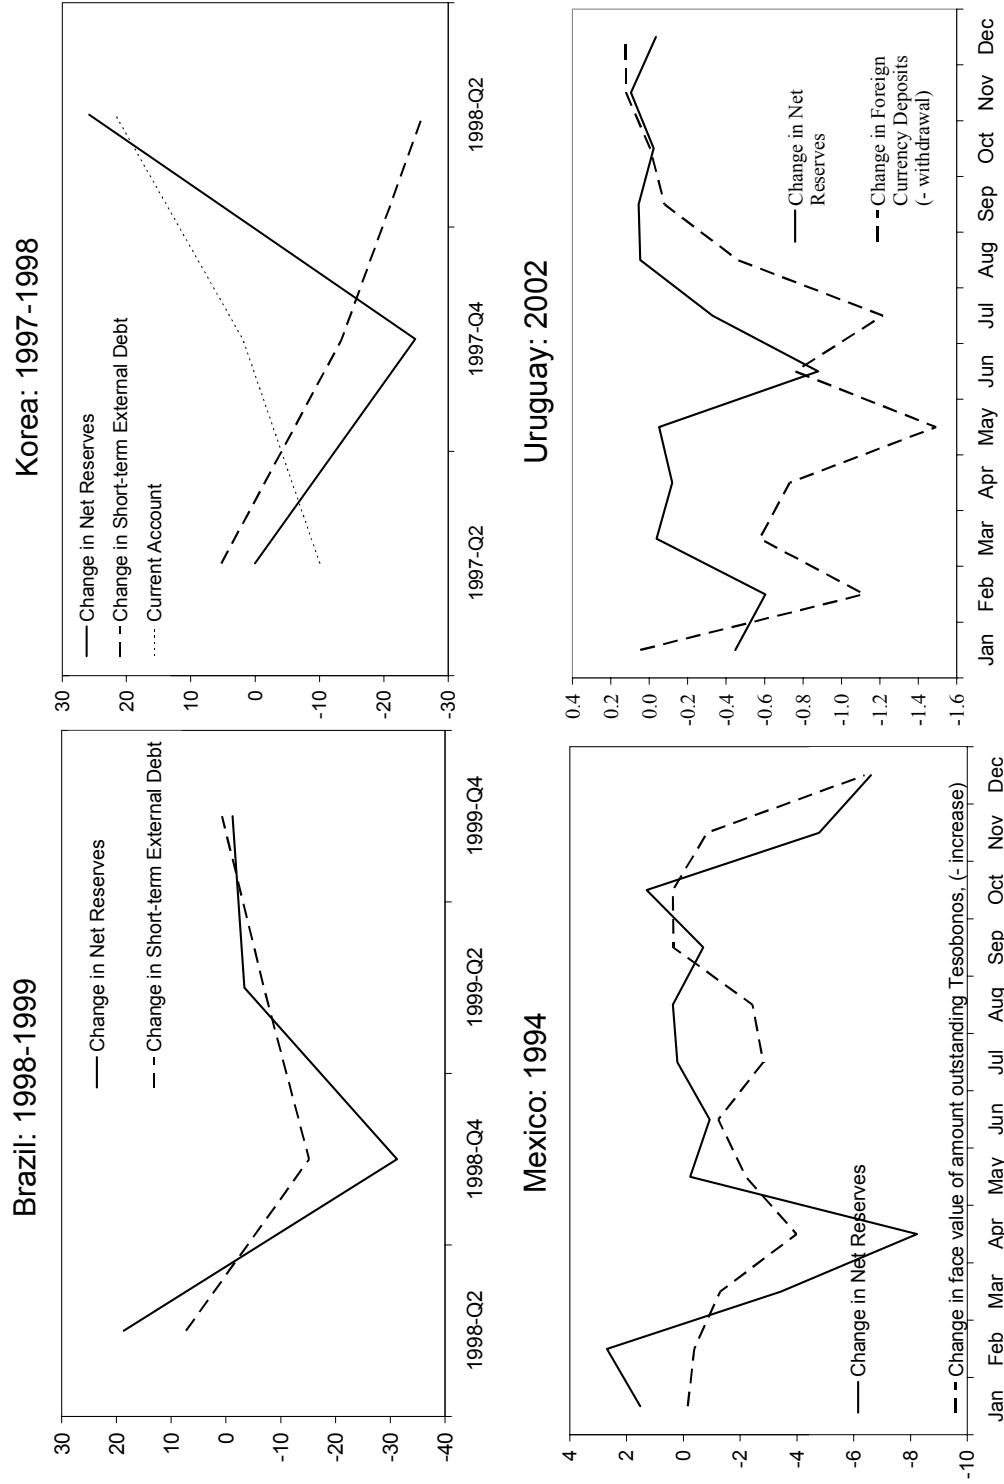 Brazil: 1998-1999
30
20
10
0
-10
-20
-30
-40
1998-Q2
1998-Q4
1999-Q2
1999-Q4
Change in Net Reserves
Change in Short-term External Debt
Korea: 1997-1998
30
20
10
0
-10
-20
-30
1997-Q2
1997-Q4
1998-Q2
Change in Net Reserves
Change in Short-term External Debt
Current Account
Mexico: 1994
4
2
0
-2
-4
-6
-8
-10
Jan Feb Mar Apr May Jun Jul Aug Sep Oct Nov Dec
Change in Net Reserves
Change in face value of amount outstanding Tesobonos, (- increase)
Uruguay: 2002
0.4
0.2
0.0
-0.2
-0.4
-0.6
-0.8
-1.0
-1.2
-1.4
-1.6
Jan Feb Mar Apr May Jun Jul Aug Sep Oct Nov Dec
Change in Net
Reserves
Change in Foreign
Currency Deposits
(- withdrawal)